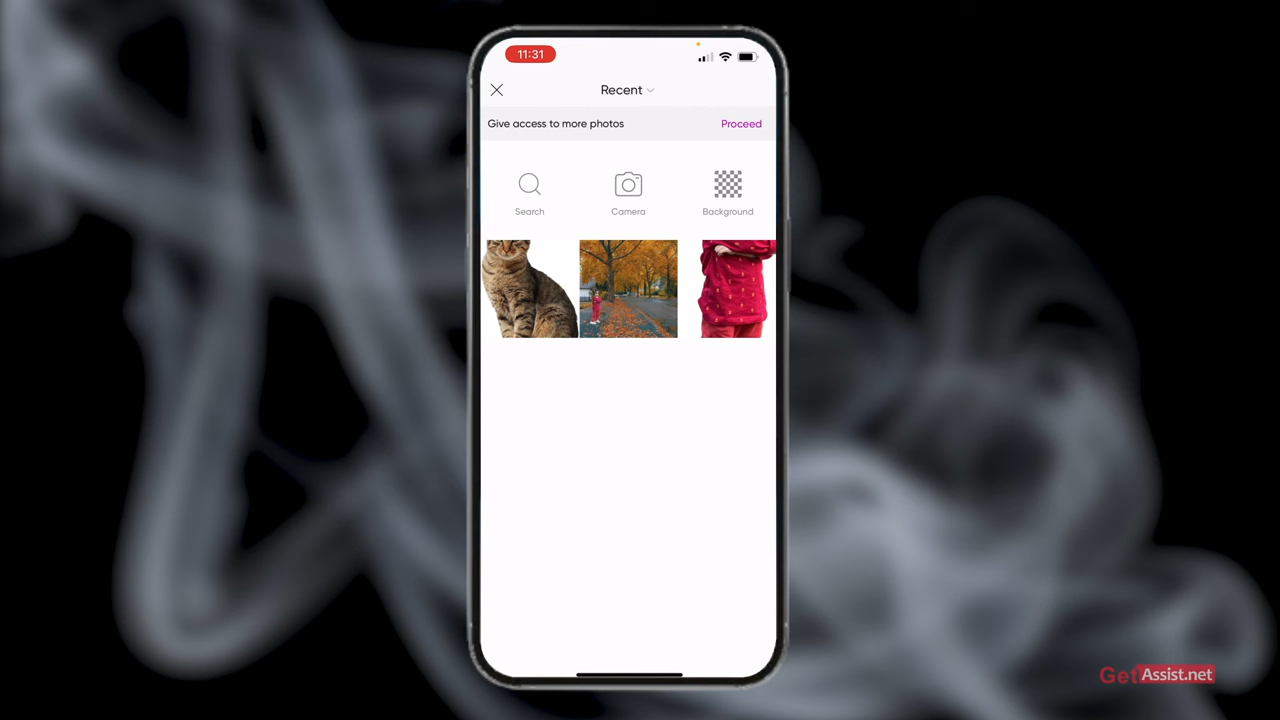 11:31
Recent
Give access to more photos Proceed
Search Camera Background
GetAssist.net